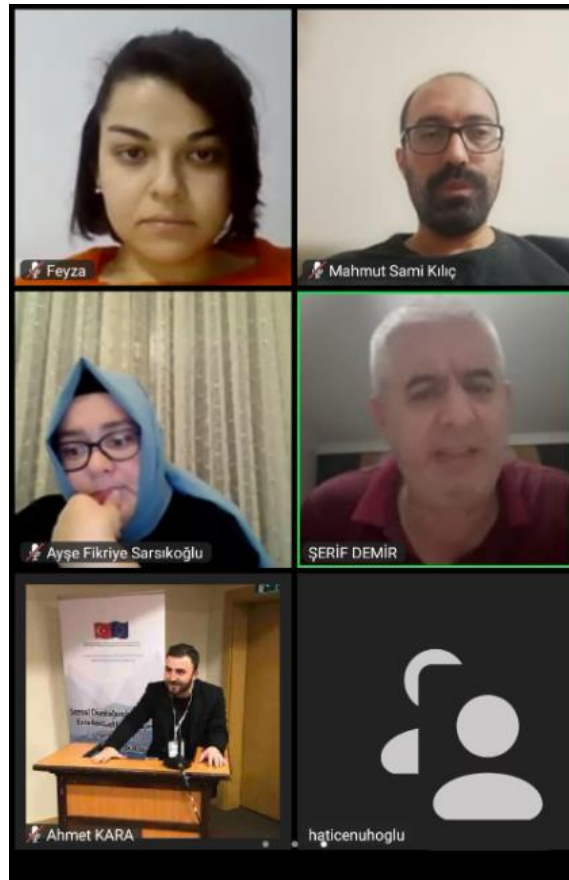 Feyza
Mahmut Sami Kılıç
Ayşe Fikriye Sarsıkoğlu
ŞERİF DEMİR
Ahmet KARA
haticenuhoglu